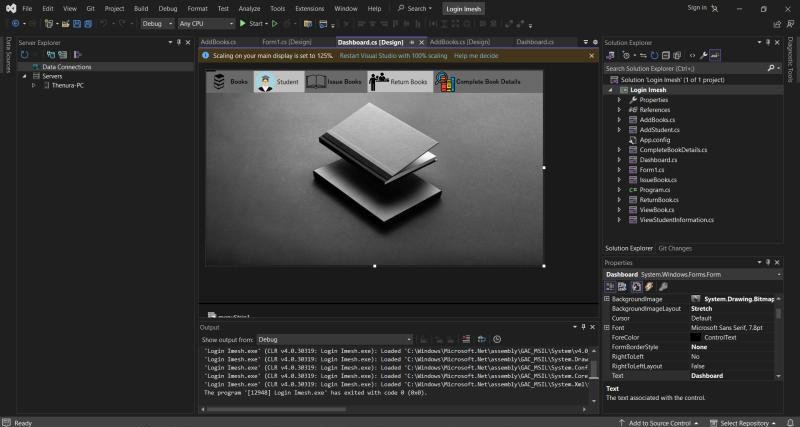 File Edit View Git Project Build Debug Format Test Analyze Tools Extensions Window Help Search Login Imesh Sign in
Debug Any CPU Start
Data Sources
Server Explorer
Data Connections
Servers
Thenura-PC
AddBooks.cs Form1.cs [Design] Dashboard.cs [Design] AddBooks.cs [Design] Dashboard.cs
Scaling on your main display is set to 125%. Restart Visual Studio with 100% scaling Help me decide
Books Student Issue Books Return Books Complete Book Details
Output
Show output from: Debug
'Login Imesh.exe' (CLR v4.0.30319: Login Imesh.exe): Loaded 'C:\Windows\Microsoft.Net\assembly\GAC_MSIL\System\v4.0
'Login Imesh.exe' (CLR v4.0.30319: Login Imesh.exe): Loaded 'C:\Windows\Microsoft.Net\assembly\GAC_MSIL\System.Draw
'Login Imesh.exe' (CLR v4.0.30319: Login Imesh.exe): Loaded 'C:\Windows\Microsoft.Net\assembly\GAC_MSIL\System.Conf
'Login Imesh.exe' (CLR v4.0.30319: Login Imesh.exe): Loaded 'C:\Windows\Microsoft.Net\assembly\GAC_MSIL\System.Core
'Login Imesh.exe' (CLR v4.0.30319: Login Imesh.exe): Loaded 'C:\Windows\Microsoft.Net\assembly\GAC_MSIL\System.Xml\
The program '[12948] Login Imesh.exe' has exited with code 0 (0x0).
Solution Explorer
Search Solution Explorer (Ctrl+;)
Solution 'Login Imesh' (1 of 1 project)
Login Imesh
Properties
References
AddBooks.cs
AddStudent.cs
App.config
CompleteBookDetails.cs
Dashboard.cs
Form1.cs
IssueBooks.cs
Program.cs
ReturnBook.cs
ViewBook.cs
ViewStudentInformation.cs
Solution Explorer Git Changes
Properties
Dashboard System.Windows.Forms.Form
BackgroundImage System.Drawing.Bitmap
BackgroundImageLayout Stretch
Cursor Default
Font Microsoft Sans Serif, 7.8pt
ForeColor ControlText
FormBorderStyle None
RightToLeft No
RightToLeftLayout False
Text Dashboard
Text
The text associated with the control.
Diagnostic Tools
Ready Add to Source Control Select Repository